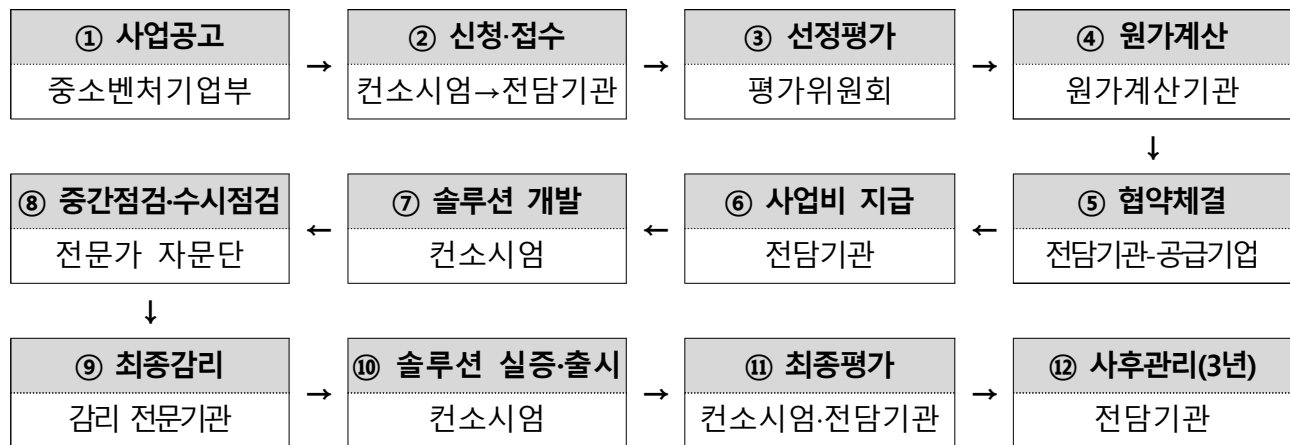 ① 사업공고
중소벤처기업부
→
② 신청·접수
컨소시엄→전담기관
→
③ 선정평가
평가위원회
→
④ 원가계산
원가계산기관
↓
⑤ 협약체결
전담기관-공급기업
←
⑥ 사업비 지급
전담기관
←
⑦ 솔루션 개발
컨소시엄
←
⑧ 중간점검·수시점검
전문가 자문단
↓
⑨ 최종감리
감리 전문기관
→
⑩ 솔루션 실증·출시
컨소시엄
→
⑪ 최종평가
컨소시엄·전담기관
→
⑫ 사후관리(3년)
전담기관